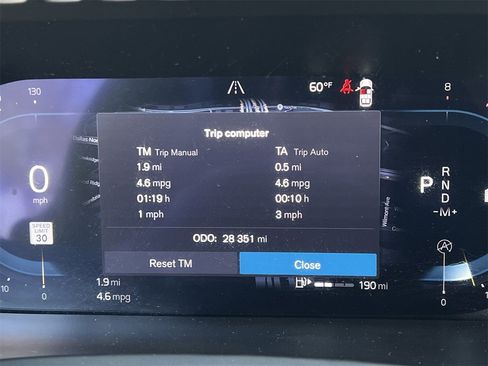 60°F
130
8
Trip computer
TM Trip Manual
TA Trip Auto
1.9 mi
0.5 mi
4.6 mpg
4.6 mpg
01:19 h
00:10 h
1 mph
3 mph
ODO: 28 351 mi
Reset TM
Close
0
mph
SPEED
LIMIT
30
P
R
N
D
-M+
Wilmont Ave
1.9 mi
4.6 mpg
0
190 mi
0